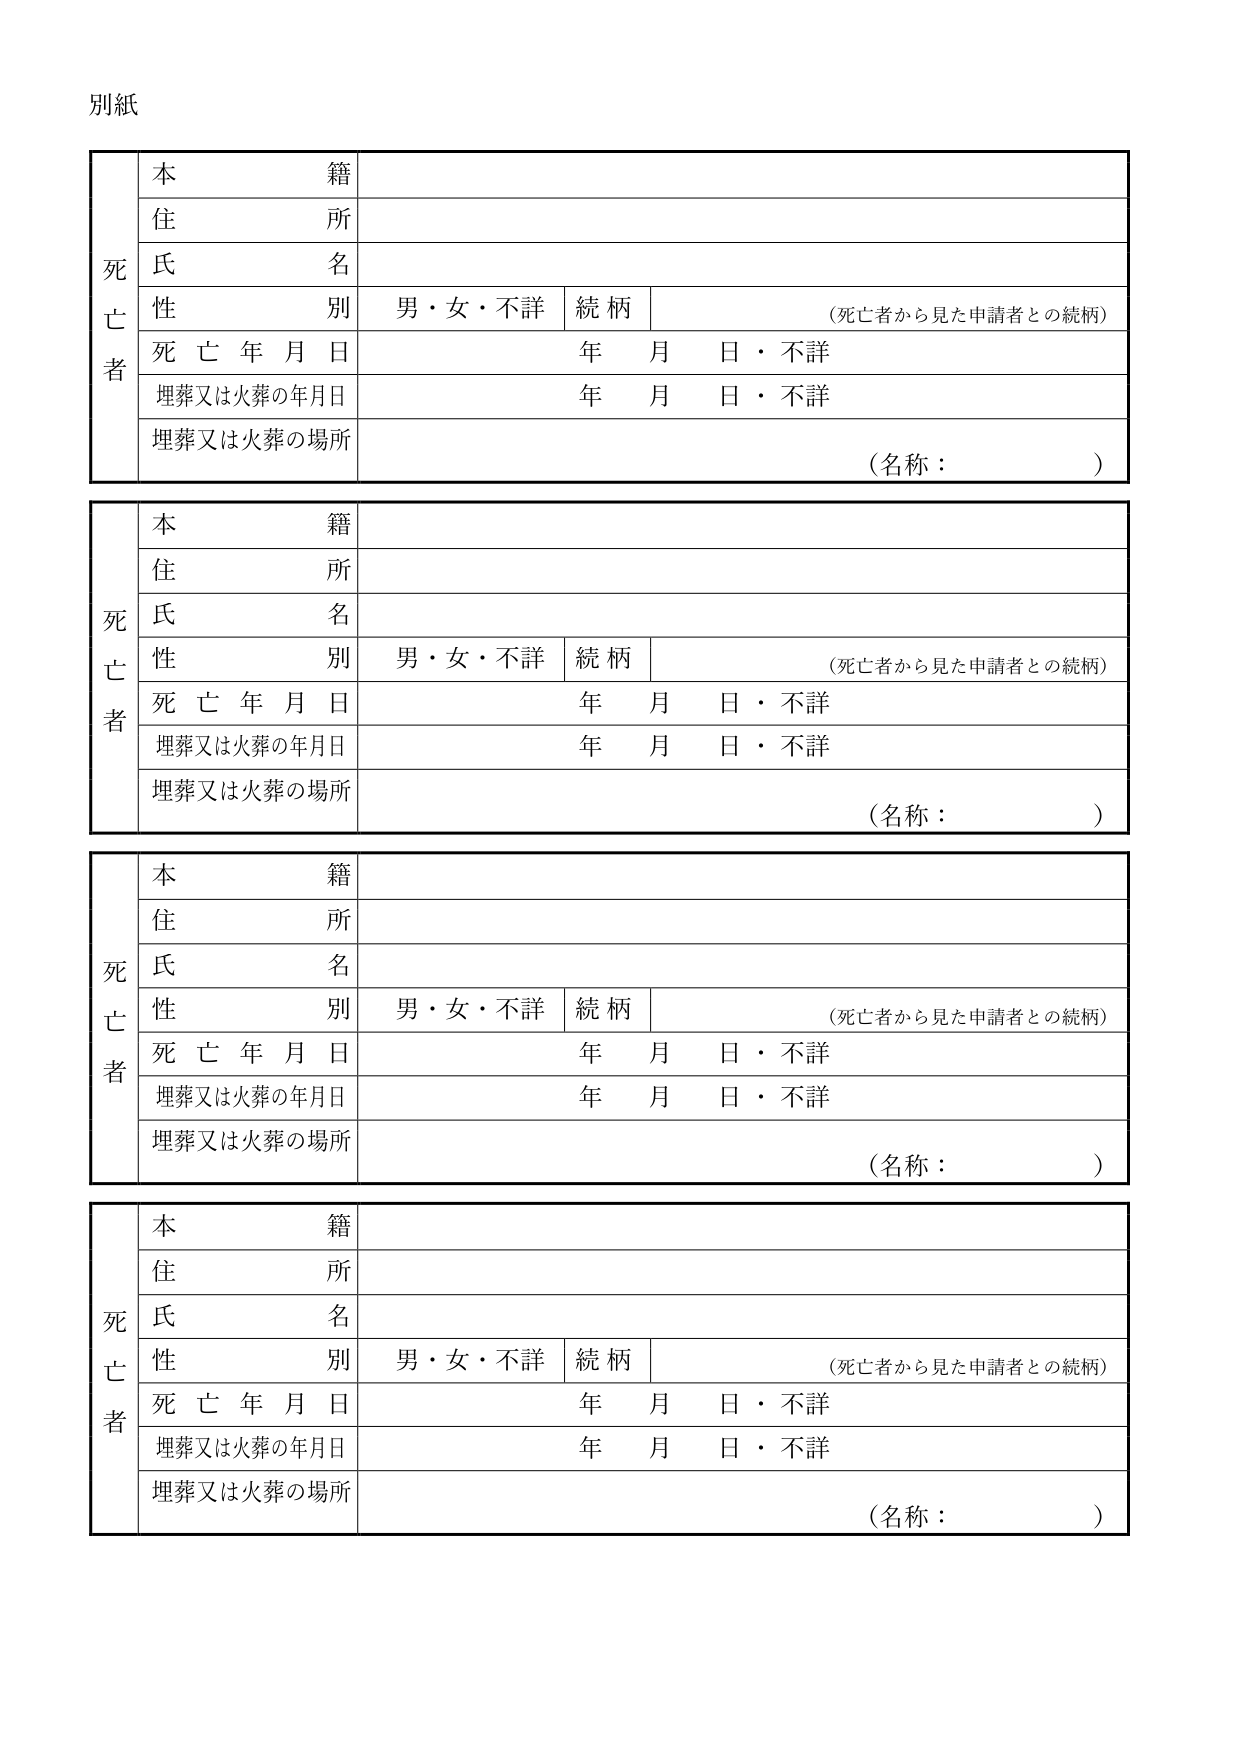 別紙
本籍
住所
氏名
性別 男・女・不詳 続柄 (死亡者から見た申請者との続柄)
死亡年月日 年 月 日・不詳
埋葬又は火葬の年月日 年 月 日・不詳
埋葬又は火葬の場所
(名称： )
死亡者
本籍
住所
氏名
性別 男・女・不詳 続柄 (死亡者から見た申請者との続柄)
死亡年月日 年 月 日・不詳
埋葬又は火葬の年月日 年 月 日・不詳
埋葬又は火葬の場所
(名称： )
死亡者
本籍
住所
氏名
性別 男・女・不詳 続柄 (死亡者から見た申請者との続柄)
死亡年月日 年 月 日・不詳
埋葬又は火葬の年月日 年 月 日・不詳
埋葬又は火葬の場所
(名称： )
死亡者
本籍
住所
氏名
性別 男・女・不詳 続柄 (死亡者から見た申請者との続柄)
死亡年月日 年 月 日・不詳
埋葬又は火葬の年月日 年 月 日・不詳
埋葬又は火葬の場所
(名称： )
死亡者